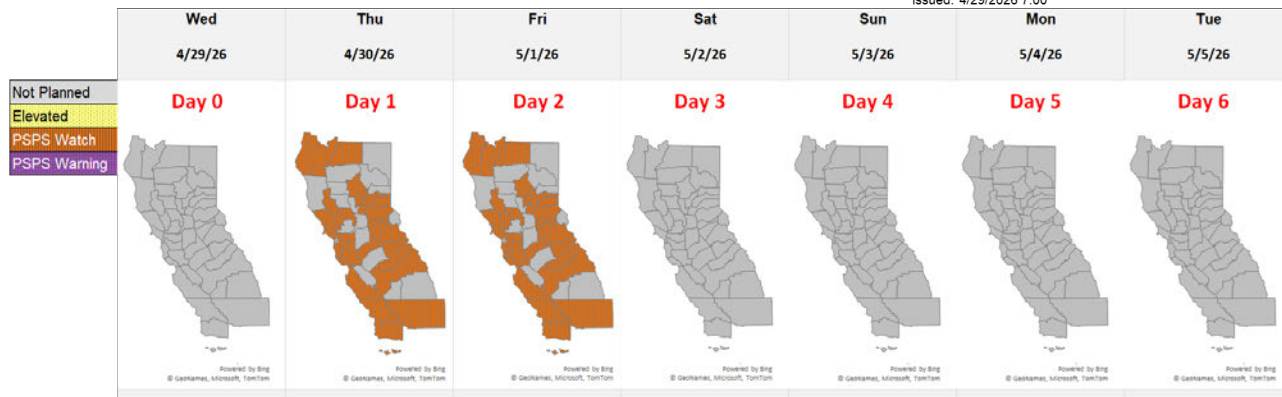 Issued: 4/29/2026 7:00
Wed Thu Fri Sat Sun Mon Tue
4/29/26 4/30/26 5/1/26 5/2/26 5/3/26 5/4/26 5/5/26
Not Planned
Elevated
PSPS Watch
PSPS Warning
Day 0 Day 1 Day 2 Day 3 Day 4 Day 5 Day 6
Powered by Bing Powered by Bing Powered by Bing Powered by Bing Powered by Bing Powered by Bing Powered by Bing
© GeoNames, Microsoft, TomTom © GeoNames, Microsoft, TomTom © GeoNames, Microsoft, TomTom © GeoNames, Microsoft, TomTom © GeoNames, Microsoft, TomTom © GeoNames, Microsoft, TomTom © GeoNames, Microsoft, TomTom